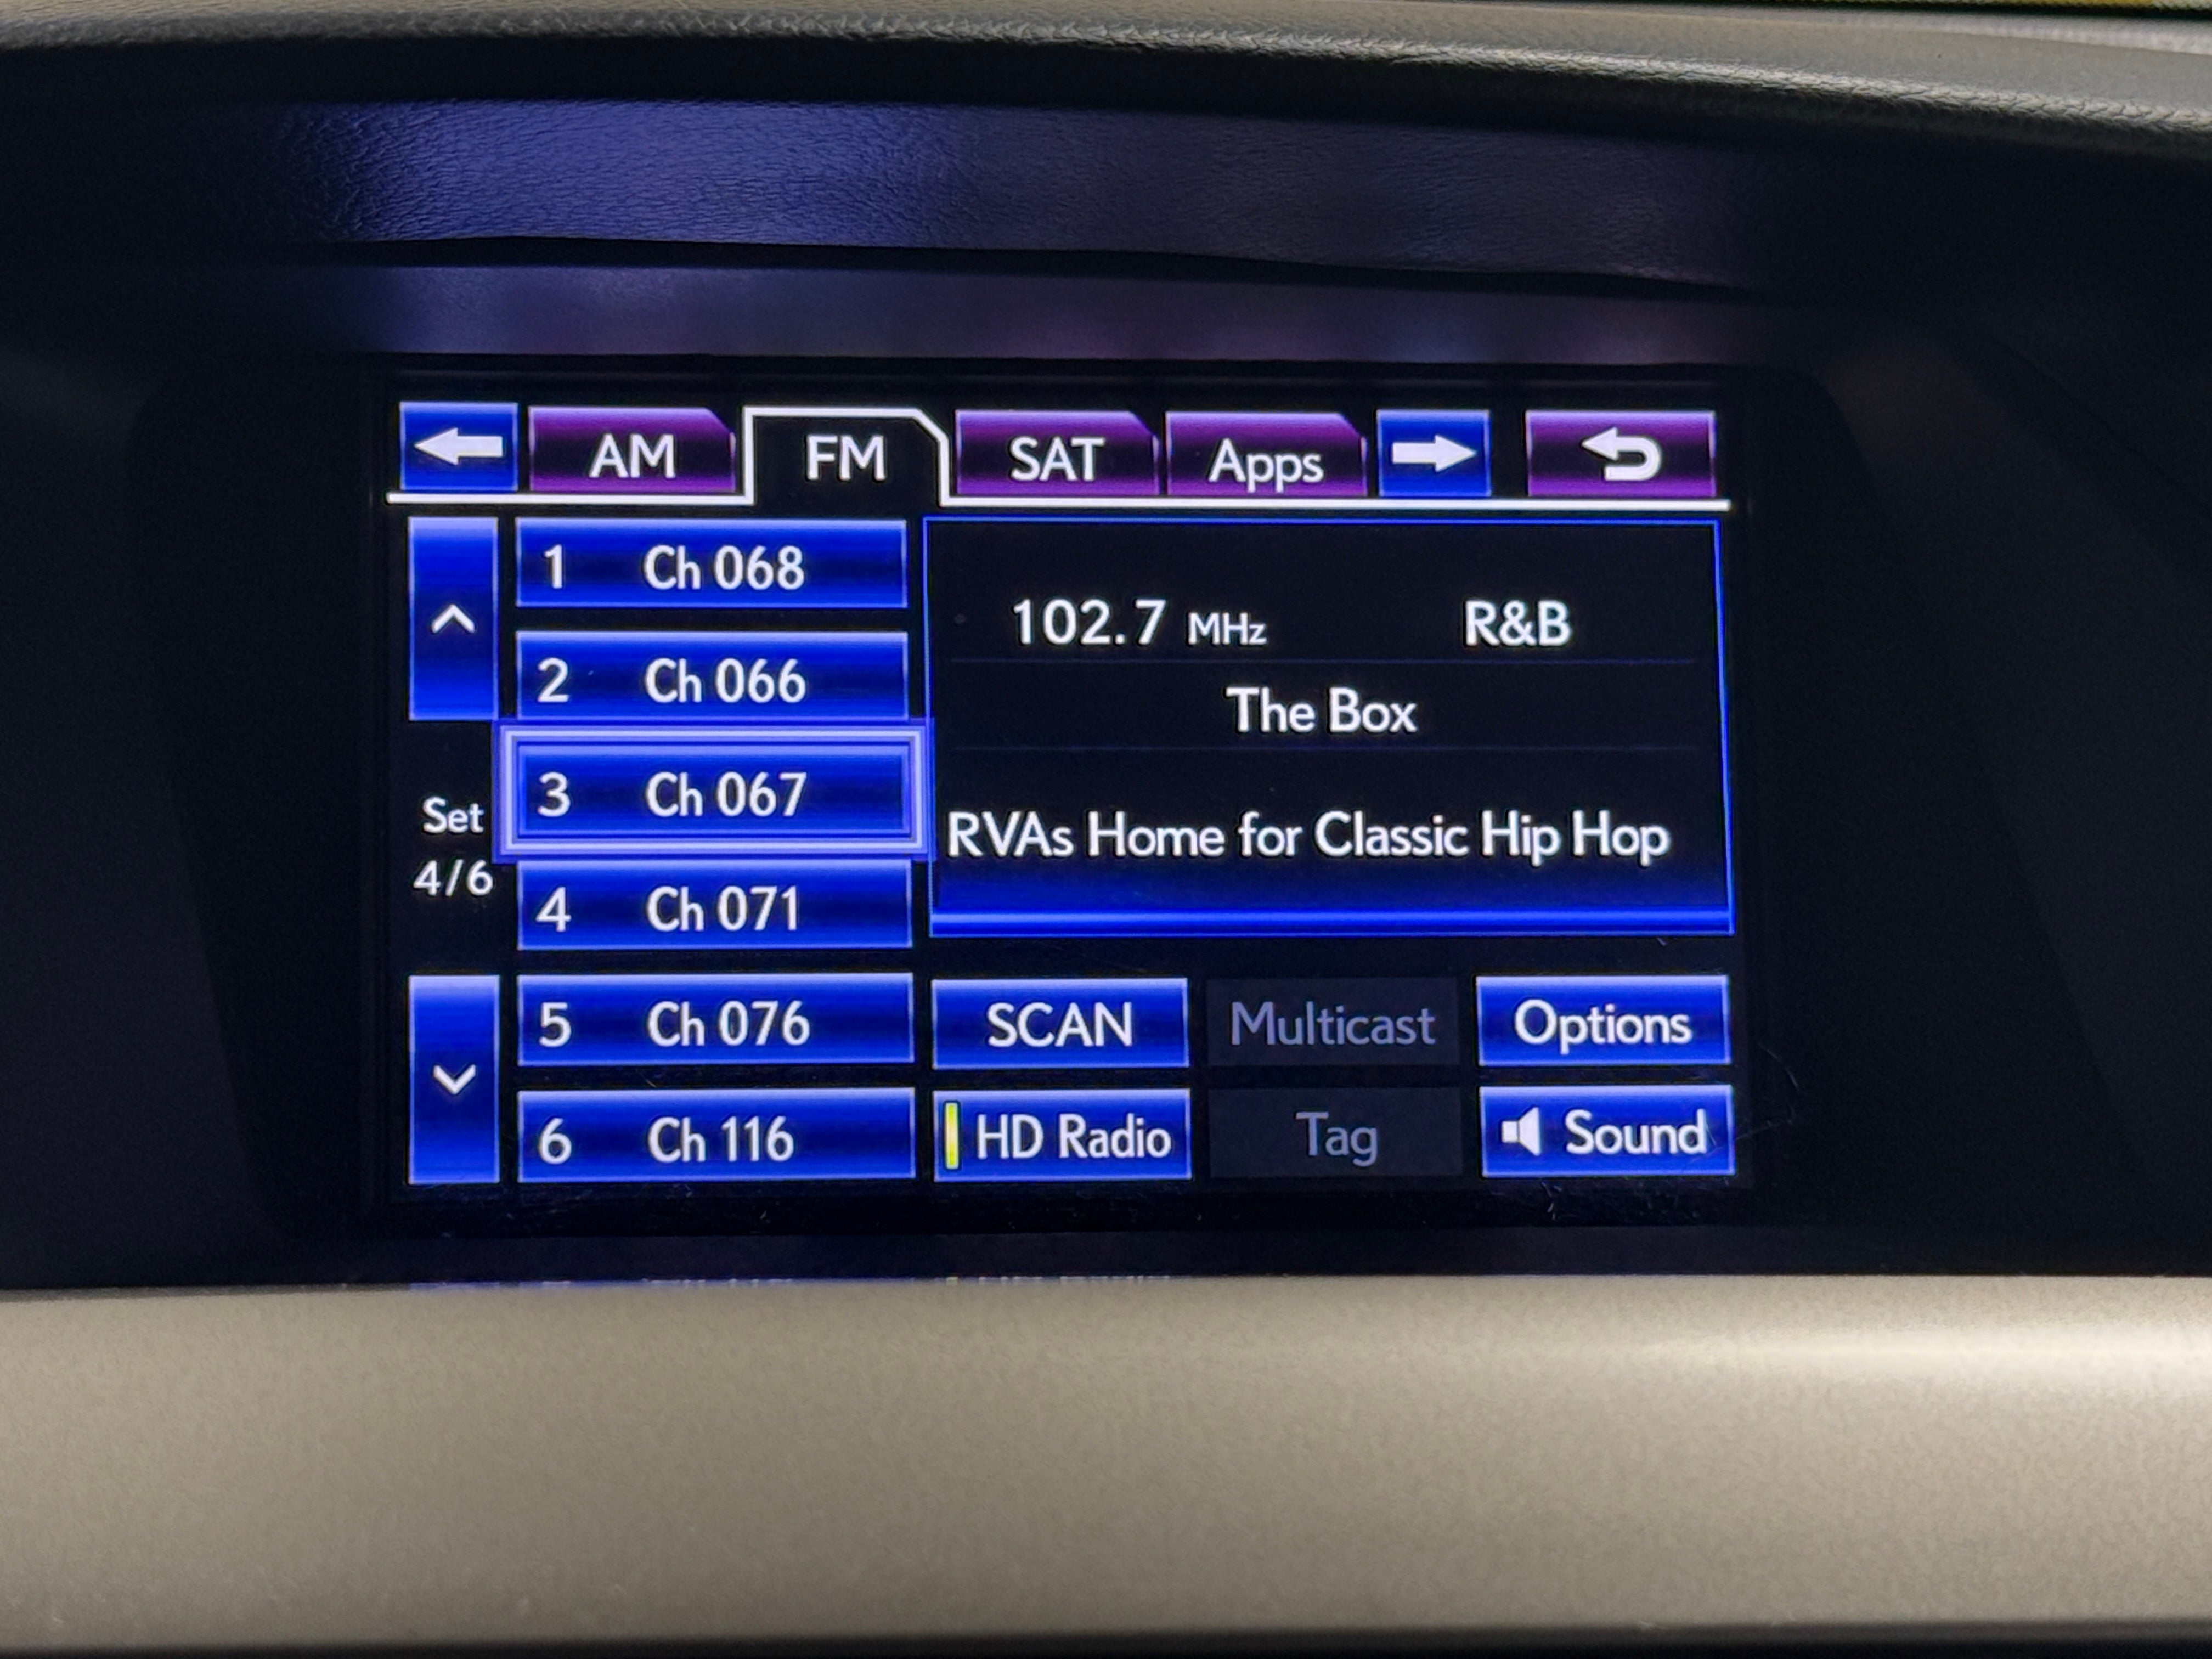 AM FM SAT Apps
1 Ch 068
2 Ch 066
3 Ch 067
4 Ch 071
5 Ch 076
6 Ch 116
Set
4/6
102.7 MHz R&B
The Box
RVAs Home for Classic Hip Hop
SCAN Multicast Options
HD Radio Tag Sound